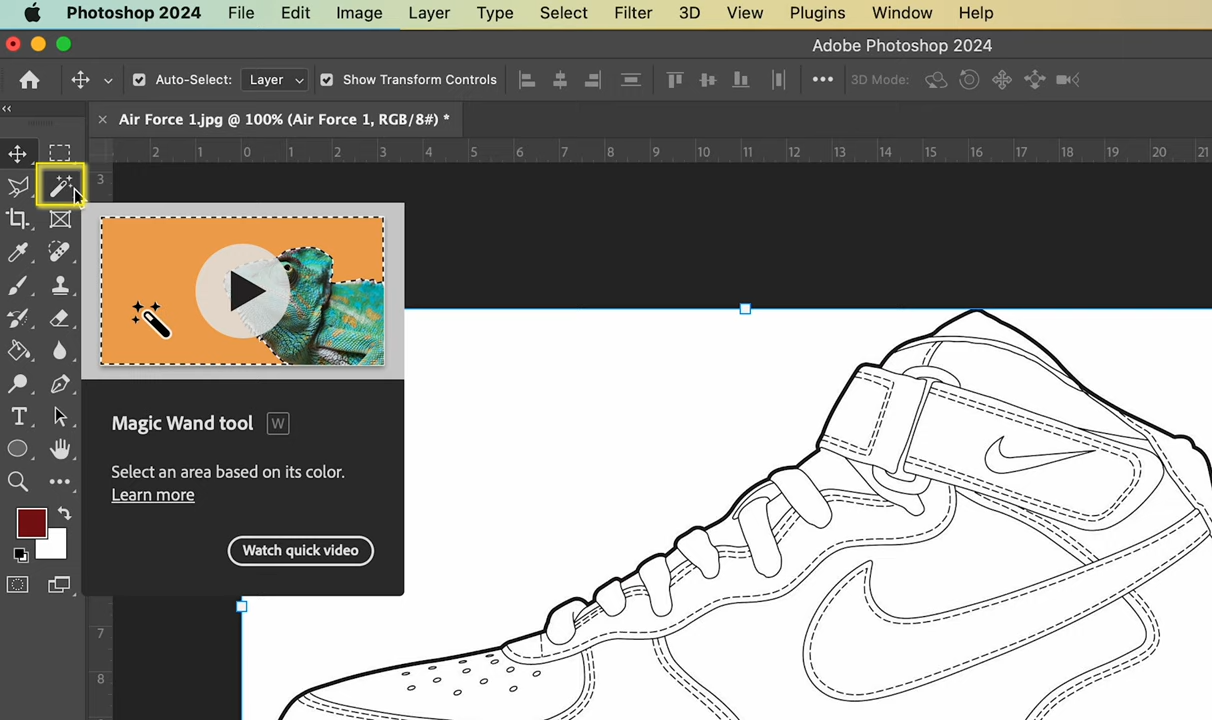 Photoshop 2024 File Edit Image Layer Type Select Filter 3D View Plugins Window Help
Adobe Photoshop 2024
Auto-Select: Layer Show Transform Controls 3D Mode:
Air Force 1.jpg @ 100% (Air Force 1, RGB/8#) *
2 1 0 1 2 3 4 5 6 7 8 9 10 11 12 13 14 15 16 17 18 19 20 21
3
Magic Wand tool W
Select an area based on its color.
Learn more
Watch quick video
7
8